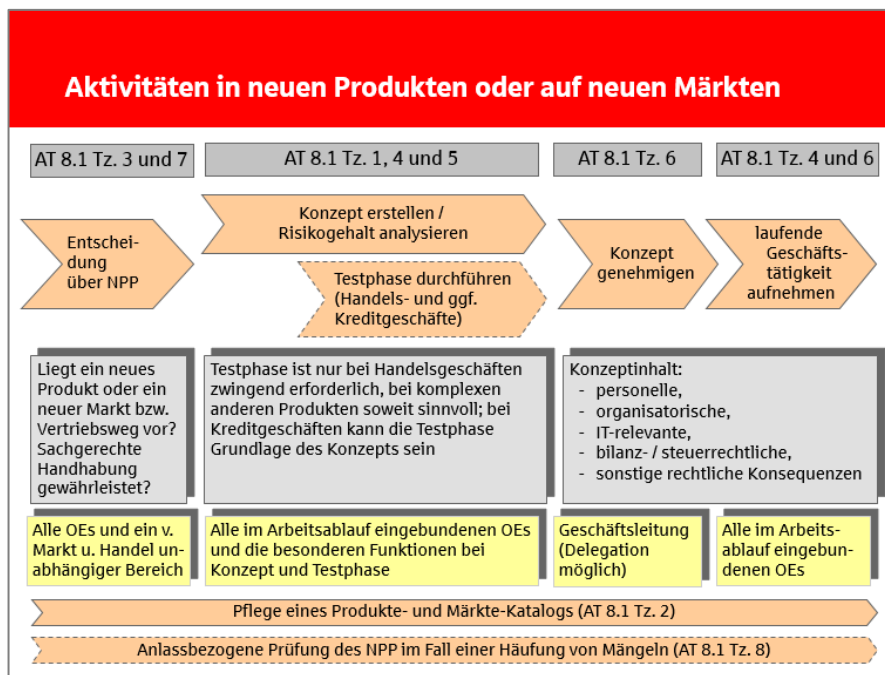 Aktivitäten in neuen Produkten oder auf neuen Märkten
AT 8.1 Tz. 3 und 7
AT 8.1 Tz. 1, 4 und 5
AT 8.1 Tz. 6
AT 8.1 Tz. 4 und 6
Entschei-
dung
über NPP
Konzept erstellen /
Risikogehalt analysieren
Testphase durchführen
(Handels- und ggf.
Kreditgeschäfte)
Konzept
genehmigen
laufende
Geschäfts-
tätigkeit
aufnehmen
Liegt ein neues
Produkt oder ein
neuer Markt bzw.
Vertriebsweg vor?
Sachgerechte
Handhabung
gewährleistet?
Testphase ist nur bei Handelsgeschäften
zwingend erforderlich, bei komplexen
anderen Produkten soweit sinnvoll; bei
Kreditgeschäften kann die Testphase
Grundlage des Konzepts sein
Konzeptinhalt:
- personelle,
- organisatorische,
- IT-relevante,
- bilanz- / steuerrechtliche,
- sonstige rechtliche Konsequenzen
Alle OEs und ein v.
Markt u. Handel un-
abhängiger Bereich
Alle im Arbeitsablauf eingebundenen OEs
und die besonderen Funktionen bei
Konzept und Testphase
Geschäftsleitung
(Delegation
möglich)
Alle im Arbeits-
ablauf eingebun-
denen OEs
Pflege eines Produkte- und Märkte-Katalogs (AT 8.1 Tz. 2)
Anlassbezogene Prüfung des NPP im Fall einer Häufung von Mängeln (AT 8.1 Tz. 8)